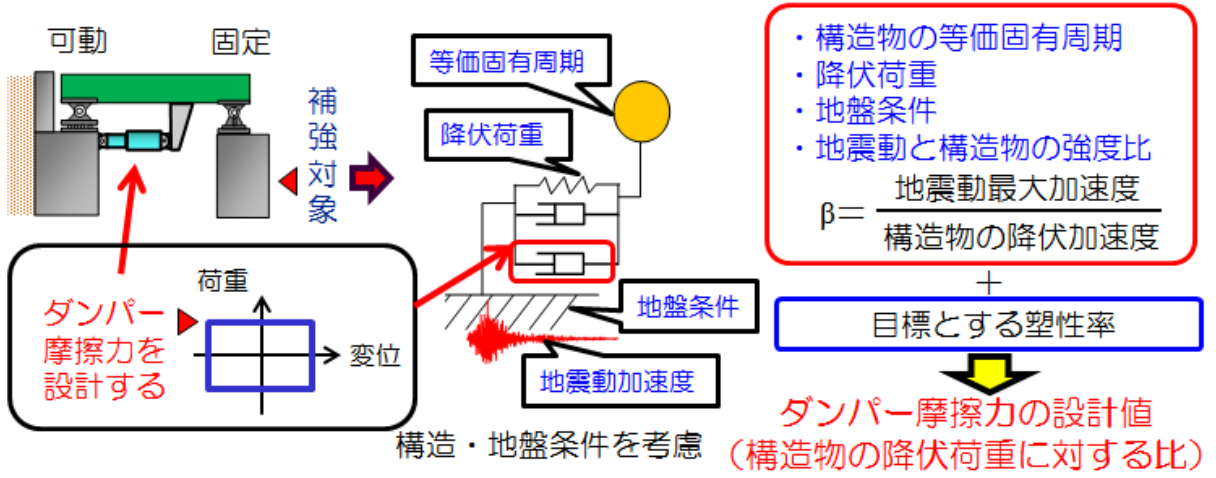 可動
固定
補強対象
ダンパー
摩擦力を
設計する
荷重
変位
等価固有周期
降伏荷重
地盤条件
地震動加速度
構造・地盤条件を考慮
・構造物の等価固有周期
・降伏荷重
・地盤条件
・地震動と構造物の強度比
β＝ 地震動最大加速度
構造物の降伏加速度
＋
目標とする塑性率
ダンパー摩擦力の設計値
（構造物の降伏荷重に対する比）